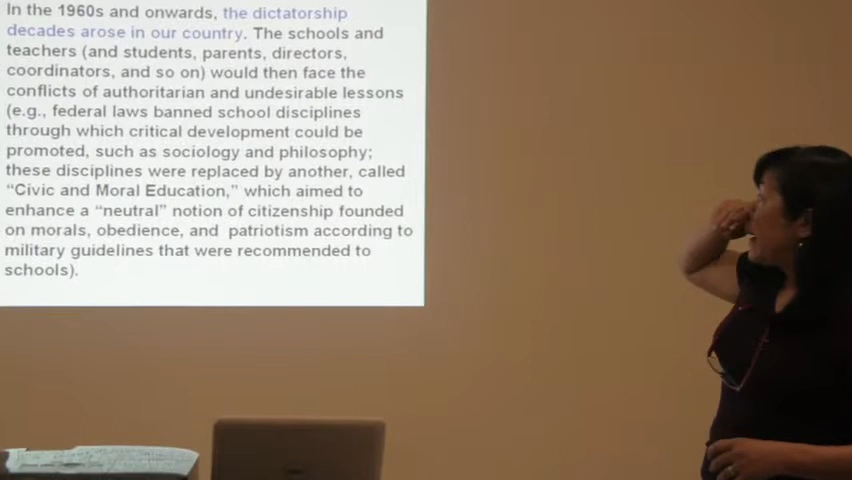 In the 1960s and onwards, the dictatorship
decades arose in our country. The schools and
teachers (and students, parents, directors,
coordinators, and so on) would then face the
conflicts of authoritarian and undesirable lessons
(e.g., federal laws banned school disciplines
through which critical development could be
promoted, such as sociology and philosophy;
these disciplines were replaced by another, called
“Civic and Moral Education,” which aimed to
enhance a “neutral” notion of citizenship founded
on morals, obedience, and patriotism according to
military guidelines that were recommended to
schools).